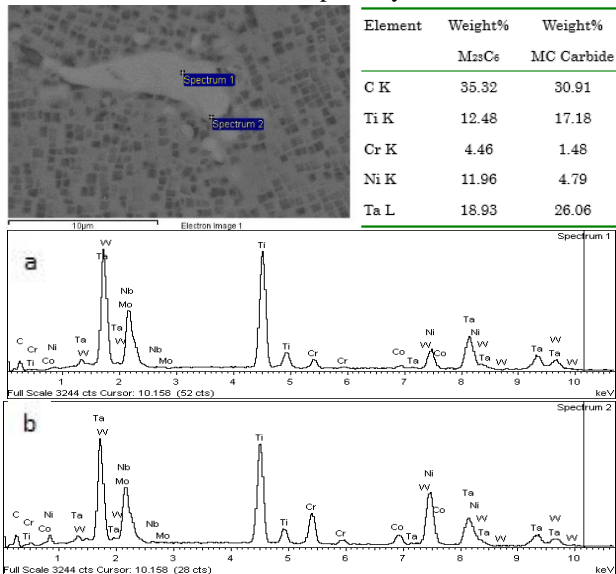 Element Weight% Weight%
M₂₃C₆ MC Carbide
C K 35.32 30.91
Ti K 12.48 17.18
Cr K 4.46 1.48
Ni K 11.96 4.79
Ta L 18.93 26.06
Spectrum 1
Spectrum 2
10µm Electron Image 1
Spectrum 1
a
W Ti
Ta
Nb
Mo Ta
C Ni Ta Ta Nb Co Ni Ni
Cr W W Mo Ti Cr Cr W Co W
Ti Co Ta Ta W Ta W
1 2 3 4 5 6 7 8 9 10
Full Scale 3244 cts Cursor: 10.158 (52 cts) keV
Spectrum 2
b
Ta
W Ti
Nb Ni
Mo Cr W Ta
C Ni Ta Ta Co Co Ni
Cr Co W W Nb Ti Cr Ta W Ta W
Ti Mo Ta W
1 2 3 4 5 6 7 8 9 10
Full Scale 3244 cts Cursor: 10.158 (28 cts) keV